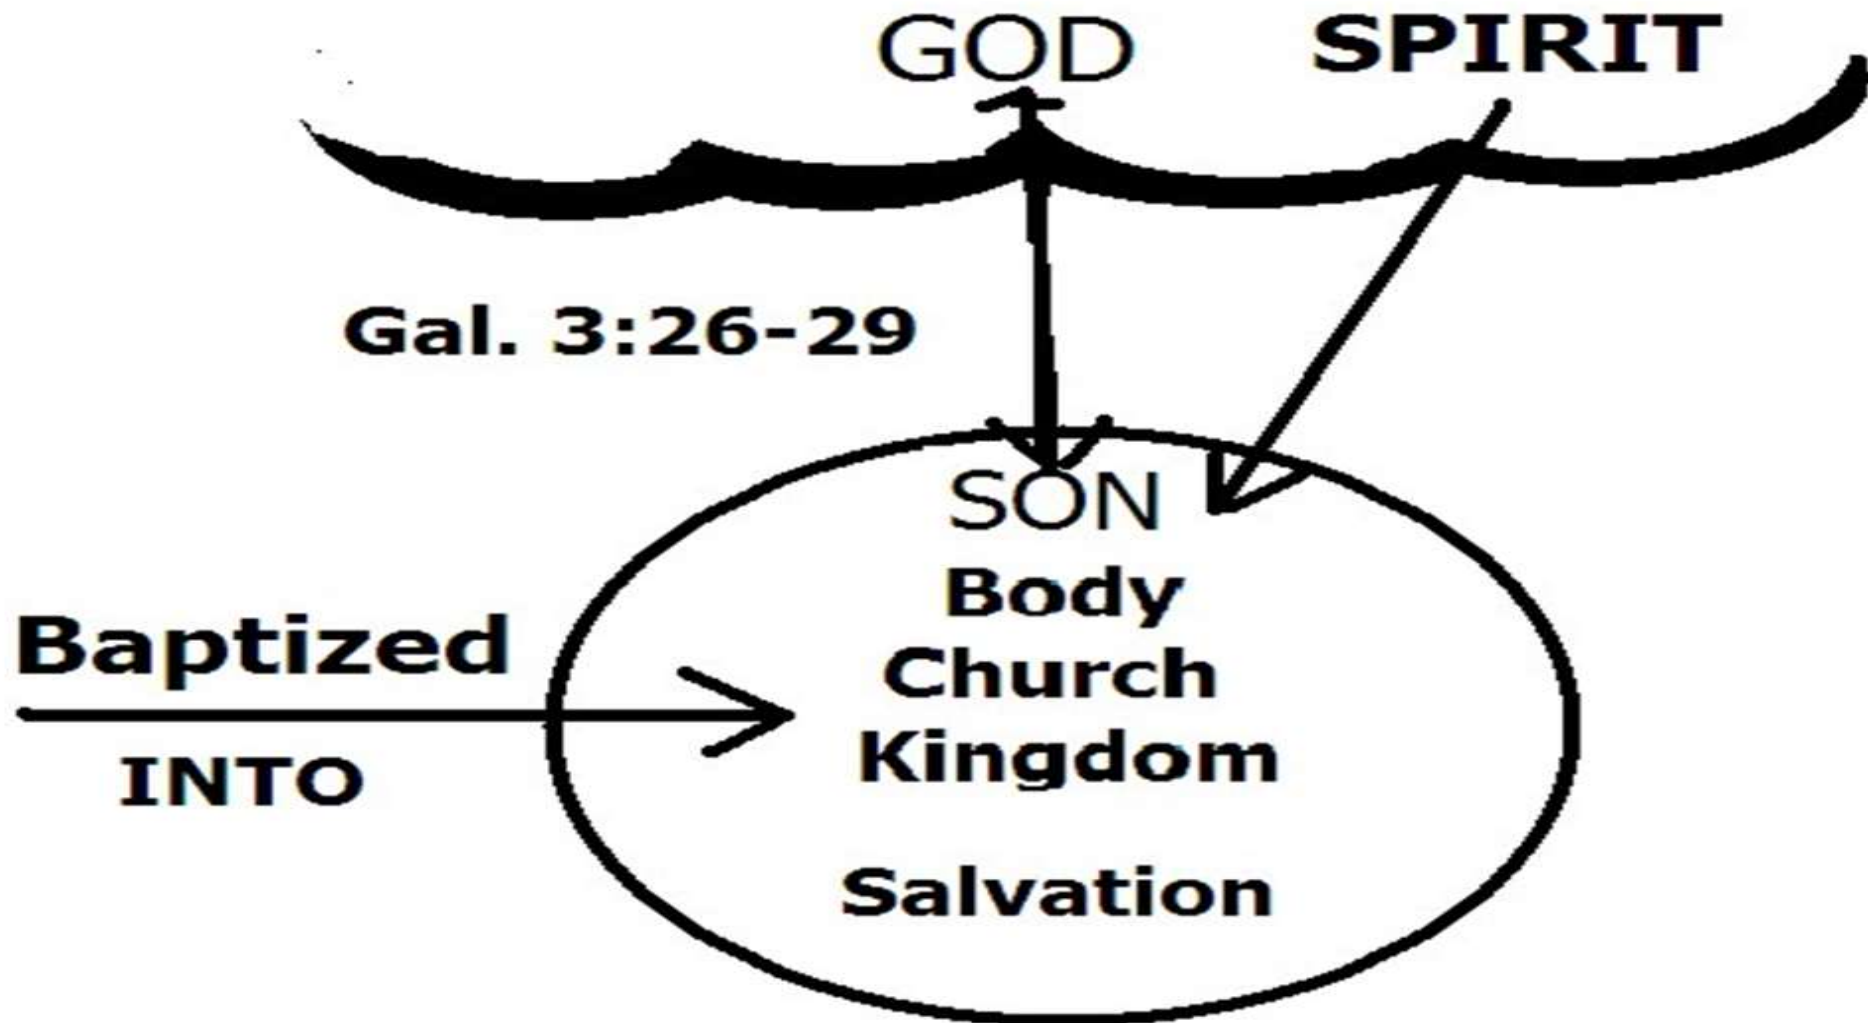 GOD SPIRIT
Gal. 3:26-29
SON
Body
Baptized
Church
INTO
Kingdom
Salvation